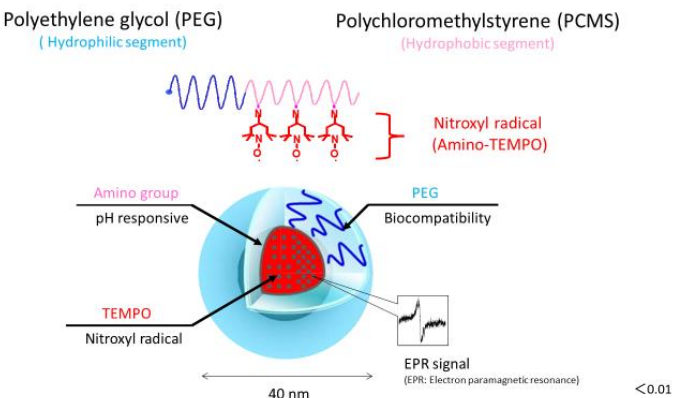 Polyethylene glycol (PEG)
( Hydrophilic segment)
Polychloromethylstyrene (PCMS)
(Hydrophobic segment)
N N N
N N N
O O O
Nitroxyl radical
(Amino-TEMPO)
Amino group
pH responsive
PEG
Biocompatibility
TEMPO
Nitroxyl radical
EPR signal
(EPR: Electron paramagnetic resonance)
40 nm
<0.01